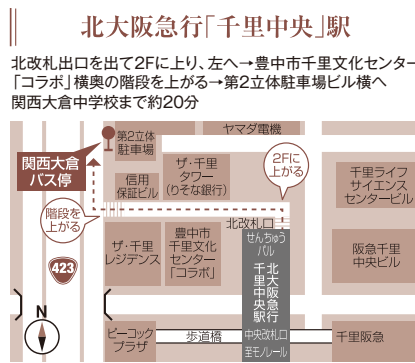 北大阪急行「千里中央」駅
北改札出口を出て2Fに上り、左へ→豊中市千里文化センター
「コラボ」横奥の階段を上がる→第2立体駐車場ビル横へ
関西大倉中学校まで約20分
第2立体
駐車場
ヤマダ電機
関西大倉
バス停
ザ・千里
タワー
(りそな銀行)
2Fに
上がる
信用
保証ビル
千里ライフ
サイエンス
センタービル
階段を
上がる
北改札口
ザ・千里
レジデンス
豊中市
千里文化
センター
「コラボ」
せんちゅう
パル
北大阪急行
千里中央駅
阪急千里
中央ビル
423
N
ピーコック
プラザ
歩道橋
中央改札口
至モノレール
千里阪急